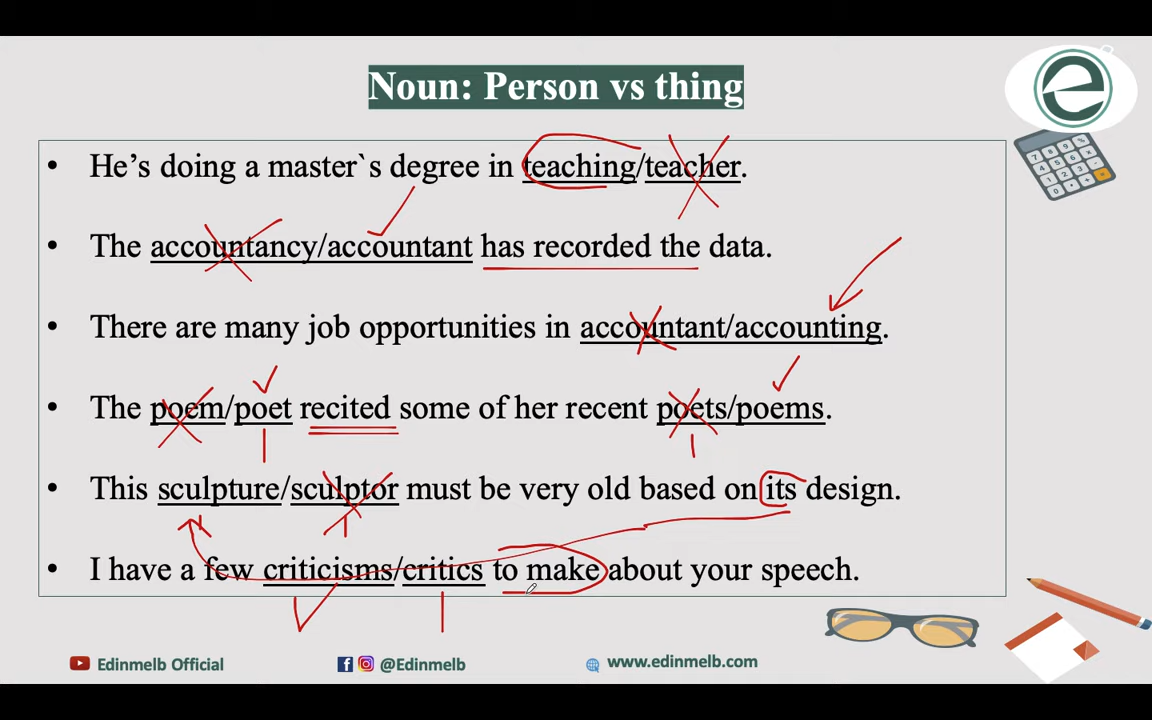 Noun: Person vs thing
• He’s doing a master`s degree in teaching/teacher.
• The accountancy/accountant has recorded the data.
• There are many job opportunities in accountant/accounting.
• The poem/poet recited some of her recent poets/poems.
• This sculpture/sculptor must be very old based on its design.
• I have a few criticisms/critics to make about your speech.
Edinmelb Official
@Edinmelb
www.edinmelb.com